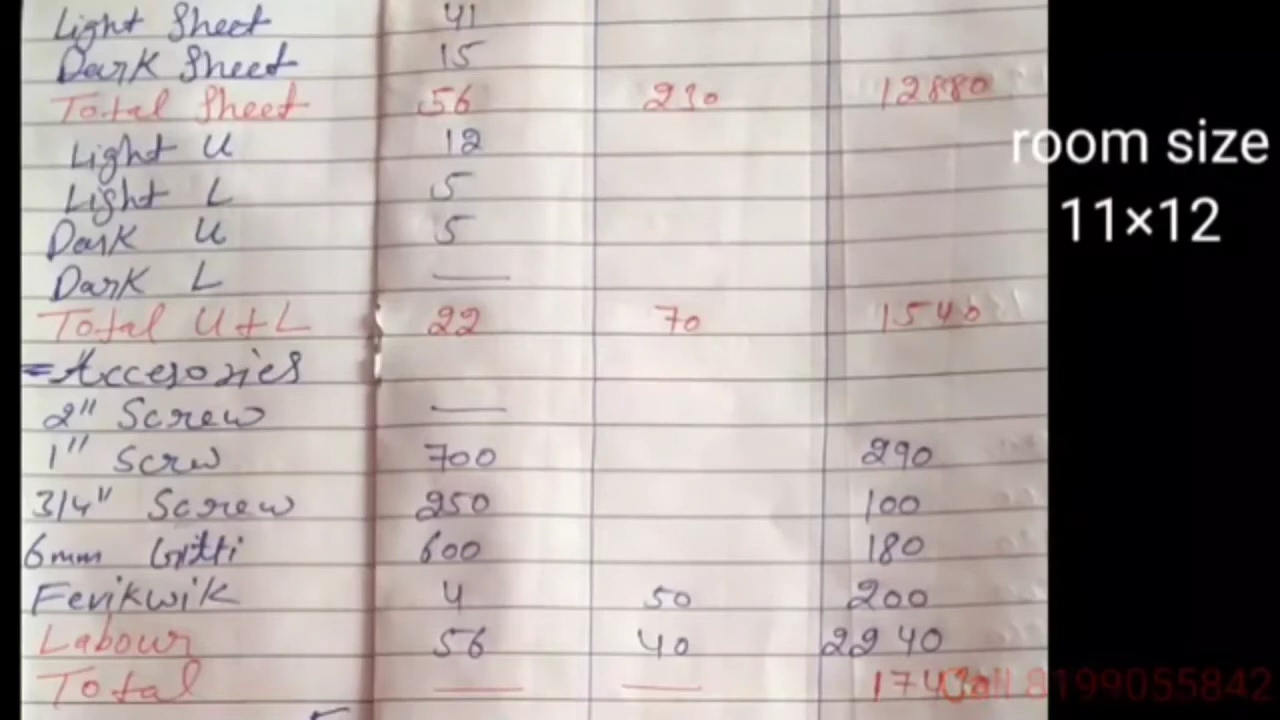 Light Sheet 41
Dark Sheet 15
Total Sheet 56 230 12880
Light U 12
Light L 5
Dark U 5
Dark L —
Total U+L 22 70 1540
=Accesories
2" Screw —
1" Scrw 700 290
3/4" Screw 250 100
6mm Gitti 600 180
Fevikwik 4 50 200
Labour 56 40 2240
Total — — 17430
room size
11×12
Call 8199055842